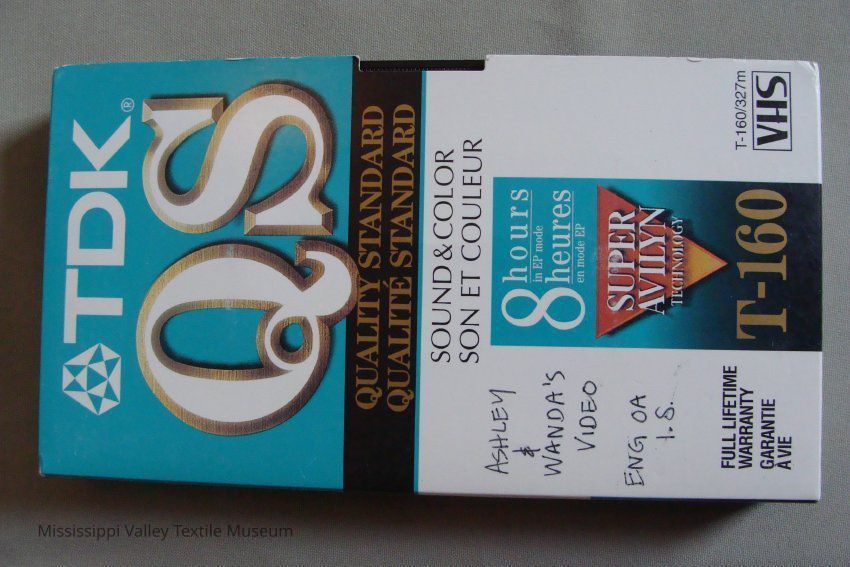 TDK®
QS
QUALITY STANDARD
QUALITÉ STANDARD
SOUND & COLOR
SON ET COULEUR
8 hours
in EP mode
8 heures
en mode EP
SUPER
AVILYN
TECHNOLOGY
T-160
T-160/327m
VHS
ASHLEY
&
WANDA'S
VIDEO
ENG OA
I.S.
FULL LIFETIME
WARRANTY
GARANTIE
À VIE
Mississippi Valley Textile Museum